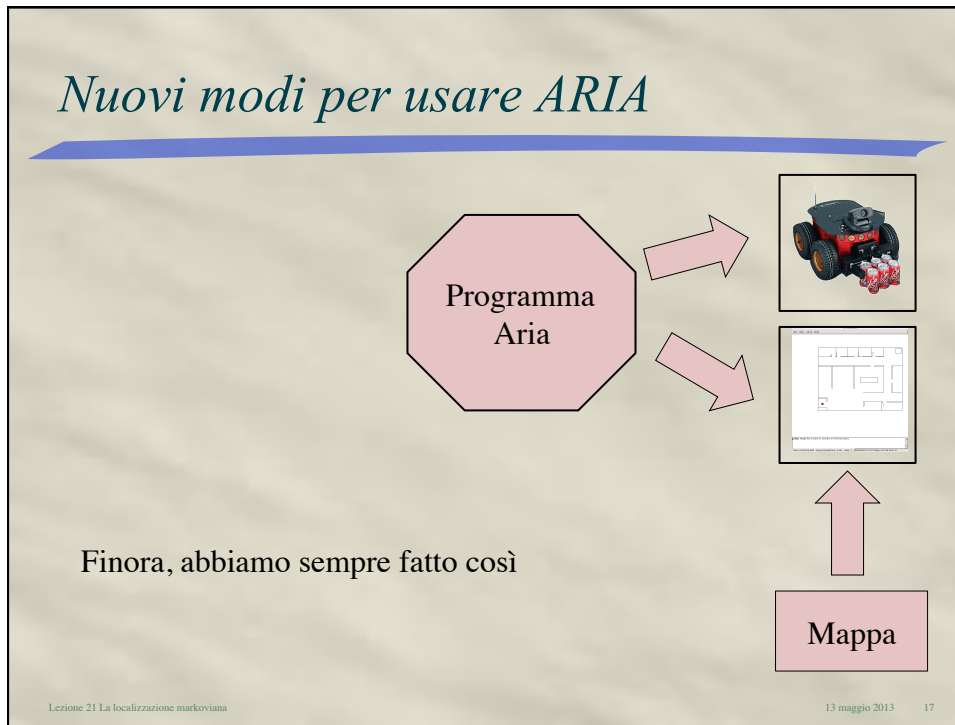 Nuovi modi per usare ARIA
Programma
Aria
Finora, abbiamo sempre fatto così
Mappa
Lezione 21 La localizzazione markoviana
13 maggio 2013
17